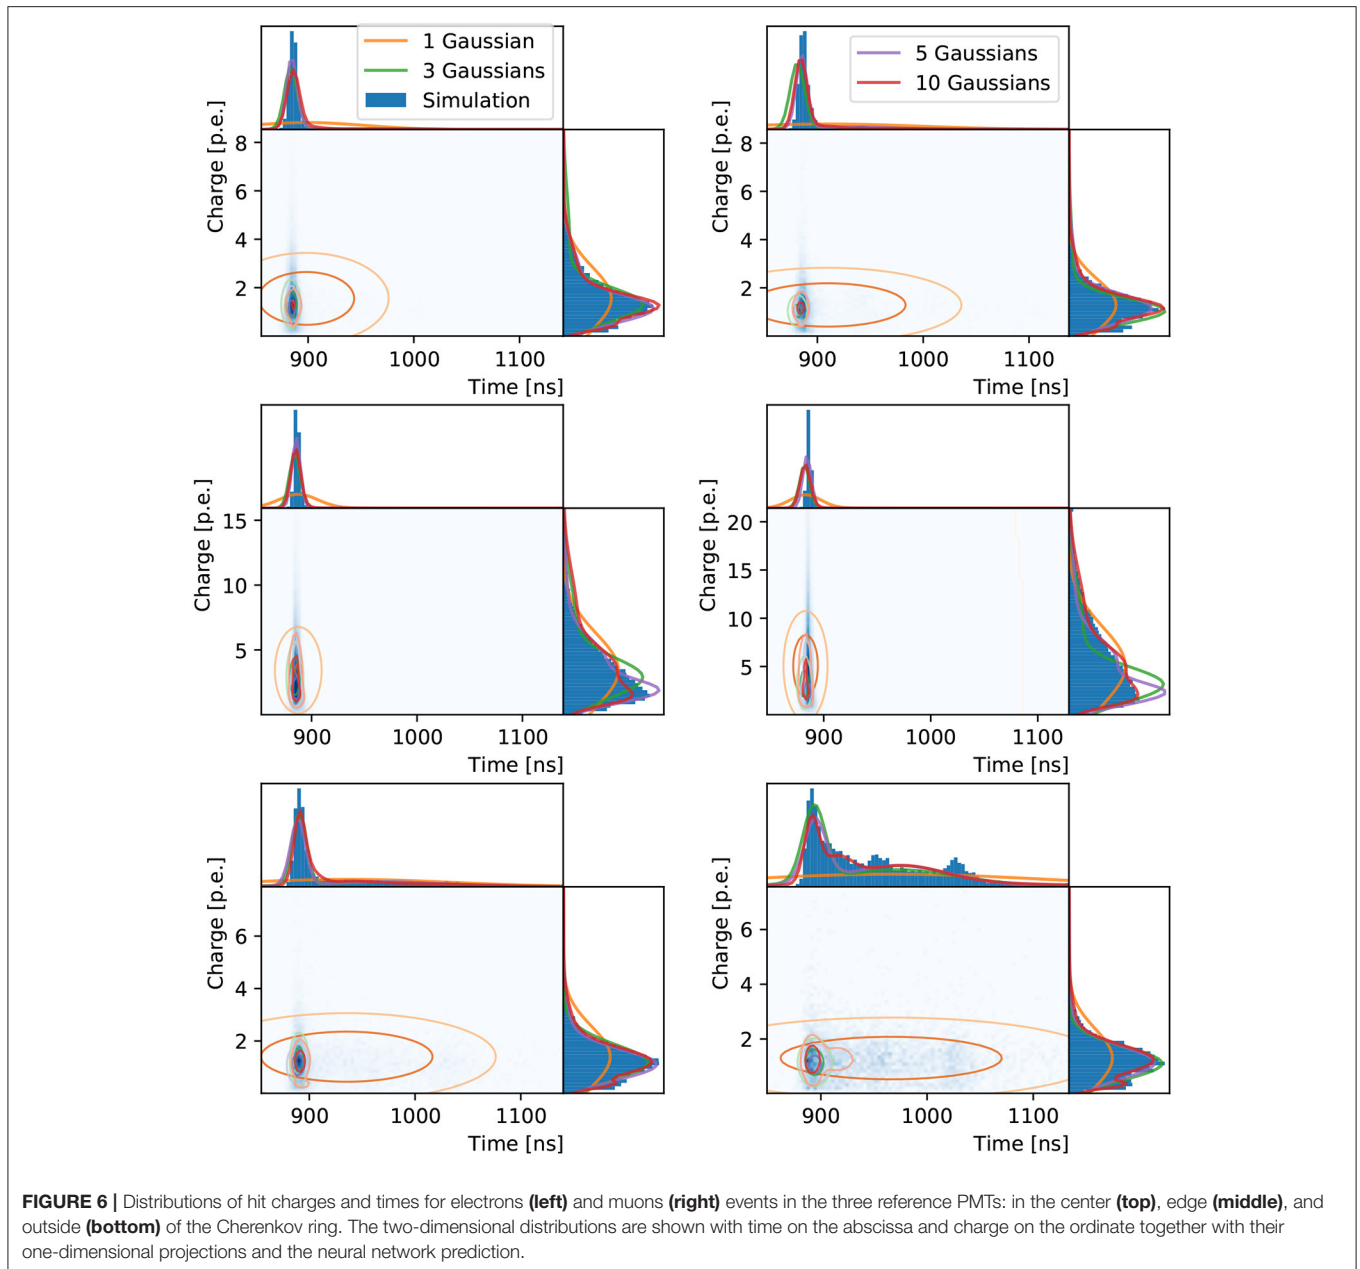 1 Gaussian
3 Gaussians
Simulation
5 Gaussians
10 Gaussians
Charge [p.e.]
8
6
4
2
900 1000 1100
Time [ns]
Charge [p.e.]
8
6
4
2
900 1000 1100
Time [ns]
Charge [p.e.]
15
10
5
900 1000 1100
Time [ns]
Charge [p.e.]
20
15
10
5
900 1000 1100
Time [ns]
Charge [p.e.]
6
4
2
900 1000 1100
Time [ns]
Charge [p.e.]
6
4
2
900 1000 1100
Time [ns]
FIGURE 6 | Distributions of hit charges and times for electrons (left) and muons (right) events in the three reference PMTs: in the center (top), edge (middle), and
outside (bottom) of the Cherenkov ring. The two-dimensional distributions are shown with time on the abscissa and charge on the ordinate together with their
one-dimensional projections and the neural network prediction.